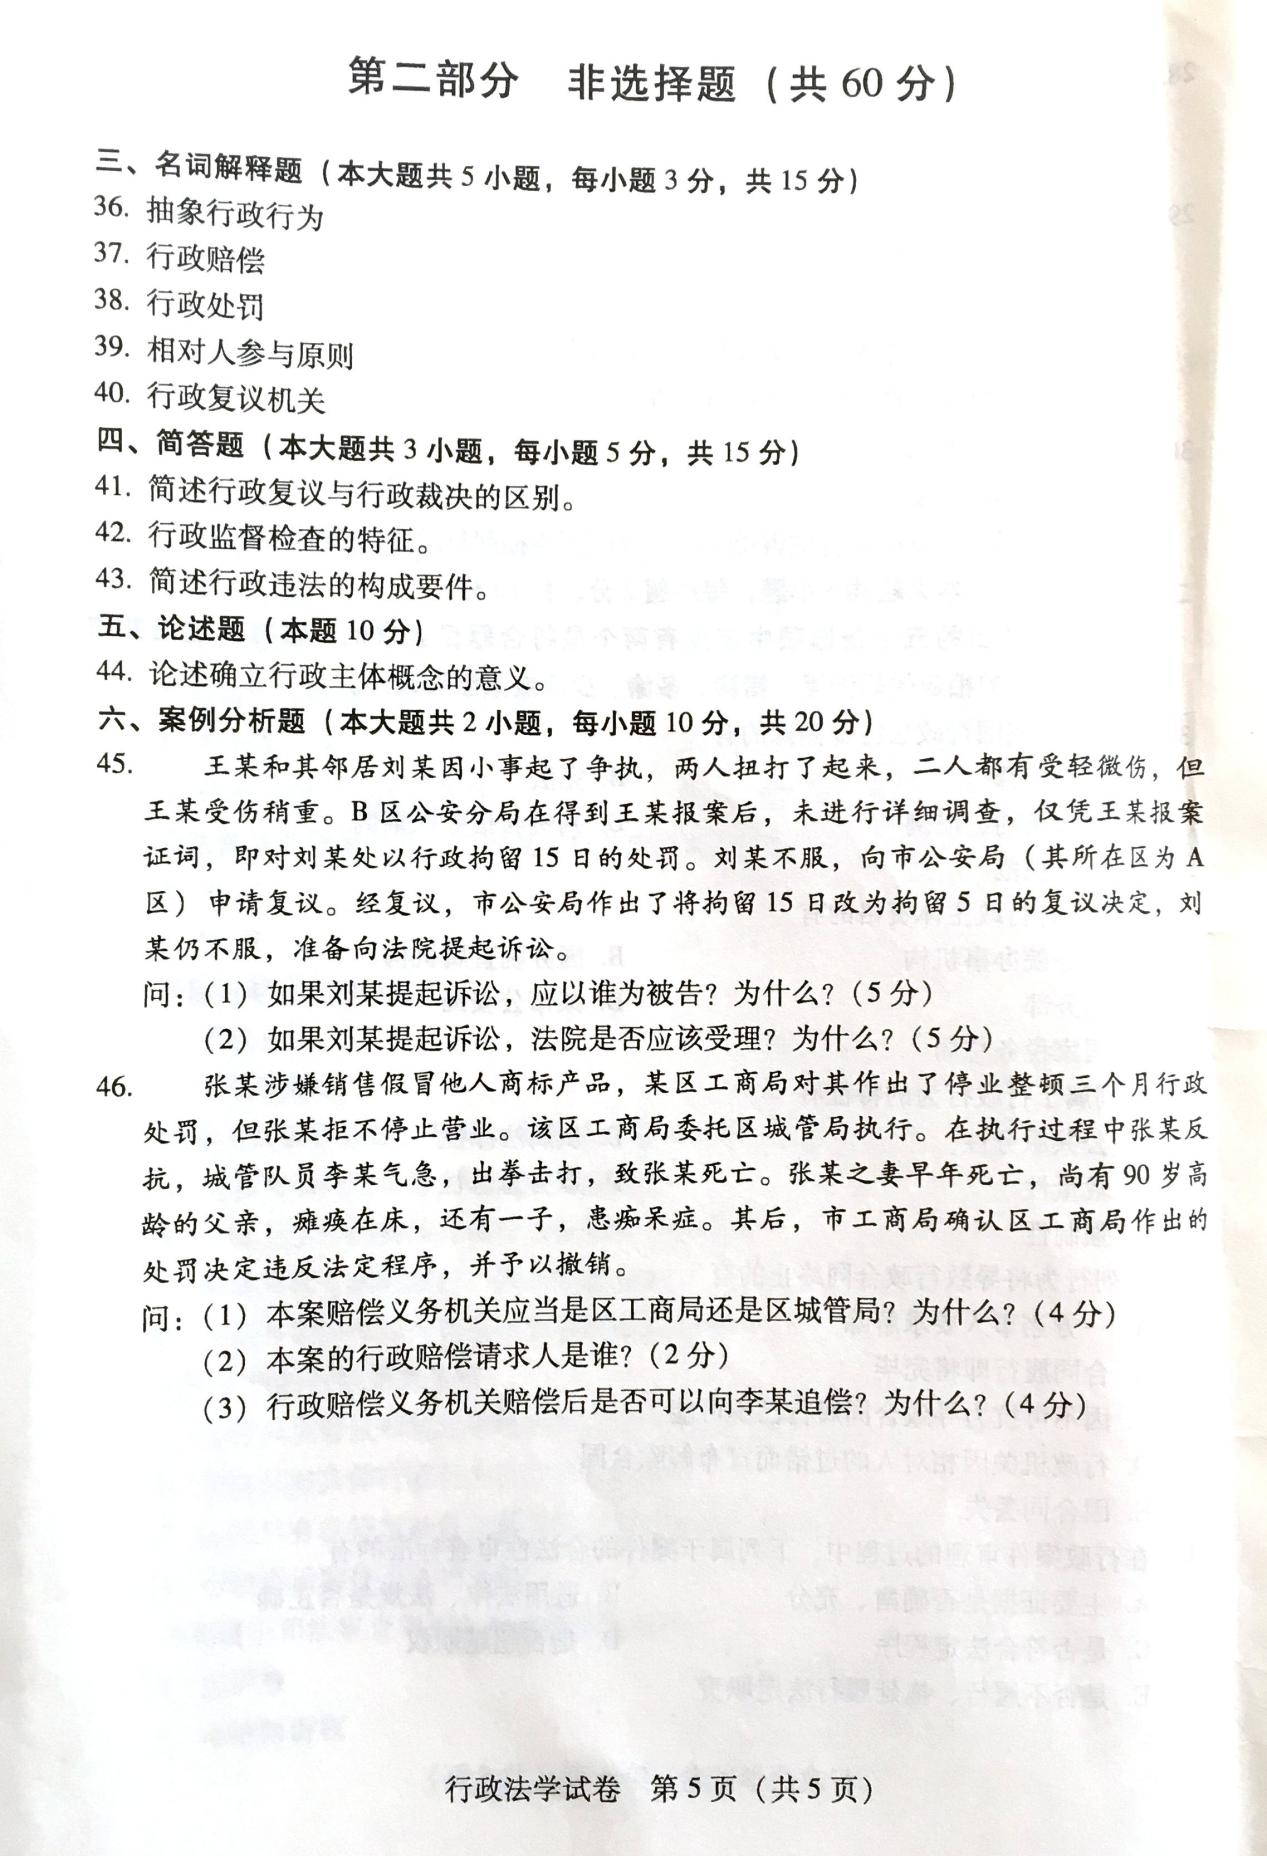 第二部分 非选择题（共 60 分）
三、名词解释题（本大题共 5 小题，每小题 3 分，共 15 分）
36. 抽象行政行为
37. 行政赔偿
38. 行政处罚
39. 相对人参与原则
40. 行政复议机关
四、简答题（本大题共 3 小题，每小题 5 分，共 15 分）
41. 简述行政复议与行政裁决的区别。
42. 行政监督检查的特征。
43. 简述行政违法的构成要件。
五、论述题（本题 10 分）
44. 论述确立行政主体概念的意义。
六、案例分析题（本大题共 2 小题，每小题 10 分，共 20 分）
45. 王某和其邻居刘某因小事起了争执，两人扭打了起来，二人都有受轻微伤，但
王某受伤稍重。B 区公安分局在得到王某报案后，未进行详细调查，仅凭王某报案
证词，即对刘某处以行政拘留 15 日的处罚。刘某不服，向市公安局（其所在区为 A
区）申请复议。经复议，市公安局作出了将拘留 15 日改为拘留 5 日的复议决定，刘
某仍不服，准备向法院提起诉讼。
问：（1）如果刘某提起诉讼，应以谁为被告？为什么？（5 分）
（2）如果刘某提起诉讼，法院是否应该受理？为什么？（5 分）
46. 张某涉嫌销售假冒他人商标产品，某区工商局对其作出了停业整顿三个月行政
处罚，但张某拒不停止营业。该区工商局委托区城管局执行。在执行过程中张某反
抗，城管队员李某气急，出拳击打，致张某死亡。张某之妻早年死亡，尚有 90 岁高
龄的父亲，瘫痪在床，还有一子，患痴呆症。其后，市工商局确认区工商局作出的
处罚决定违反法定程序，并予以撤销。
问：（1）本案赔偿义务机关应当是区工商局还是区城管局？为什么？（4 分）
（2）本案的行政赔偿请求人是谁？（2 分）
（3）行政赔偿义务机关赔偿后是否可以向李某追偿？为什么？（4 分）
行政法学试卷 第 5 页（共 5 页）